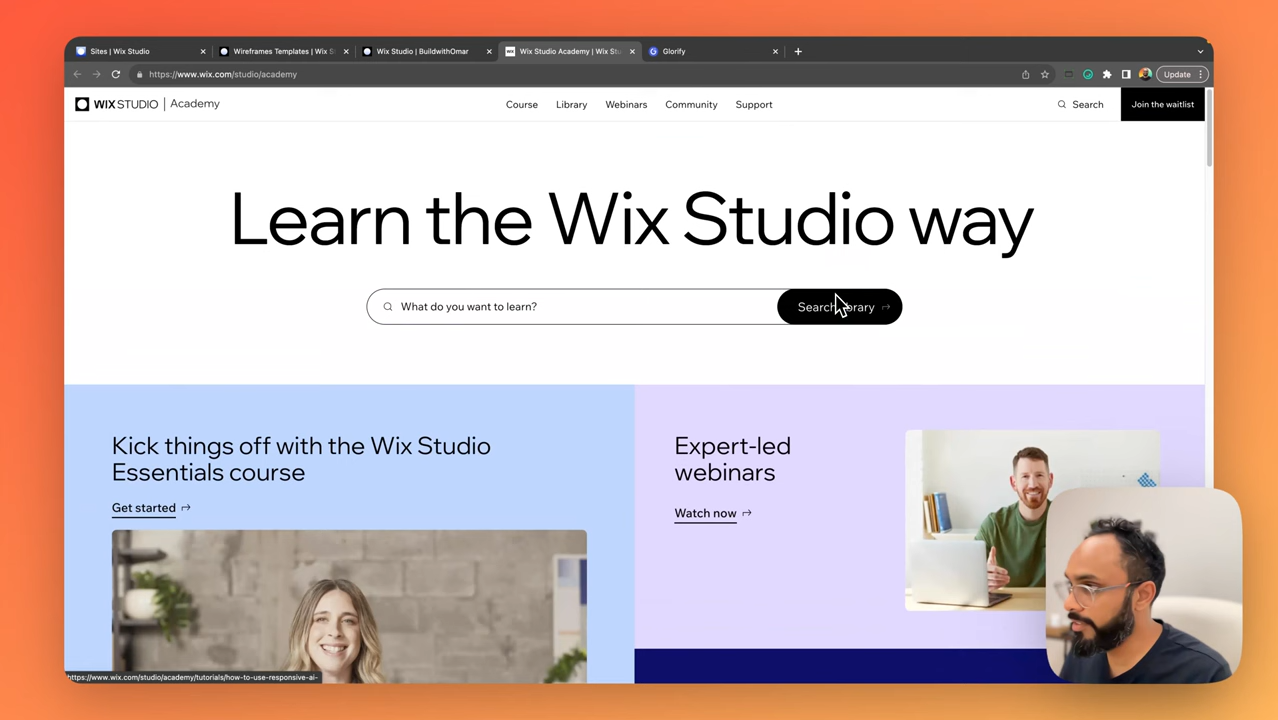 Sites | Wix Studio
Wireframes Templates | Wix S
Wix Studio | BuildwithOmar
Wix Studio Academy | Wix Stu
Glorify
https://www.wix.com/studio/academy
Update
WIX STUDIO | Academy
Course
Library
Webinars
Community
Support
Search
Join the waitlist
Learn the Wix Studio way
What do you want to learn?
Search
Kick things off with the Wix Studio
Essentials course
Get started
Expert-led
webinars
Watch now
https://www.wix.com/studio/academy/tutorials/how-to-use-responsive-ai-